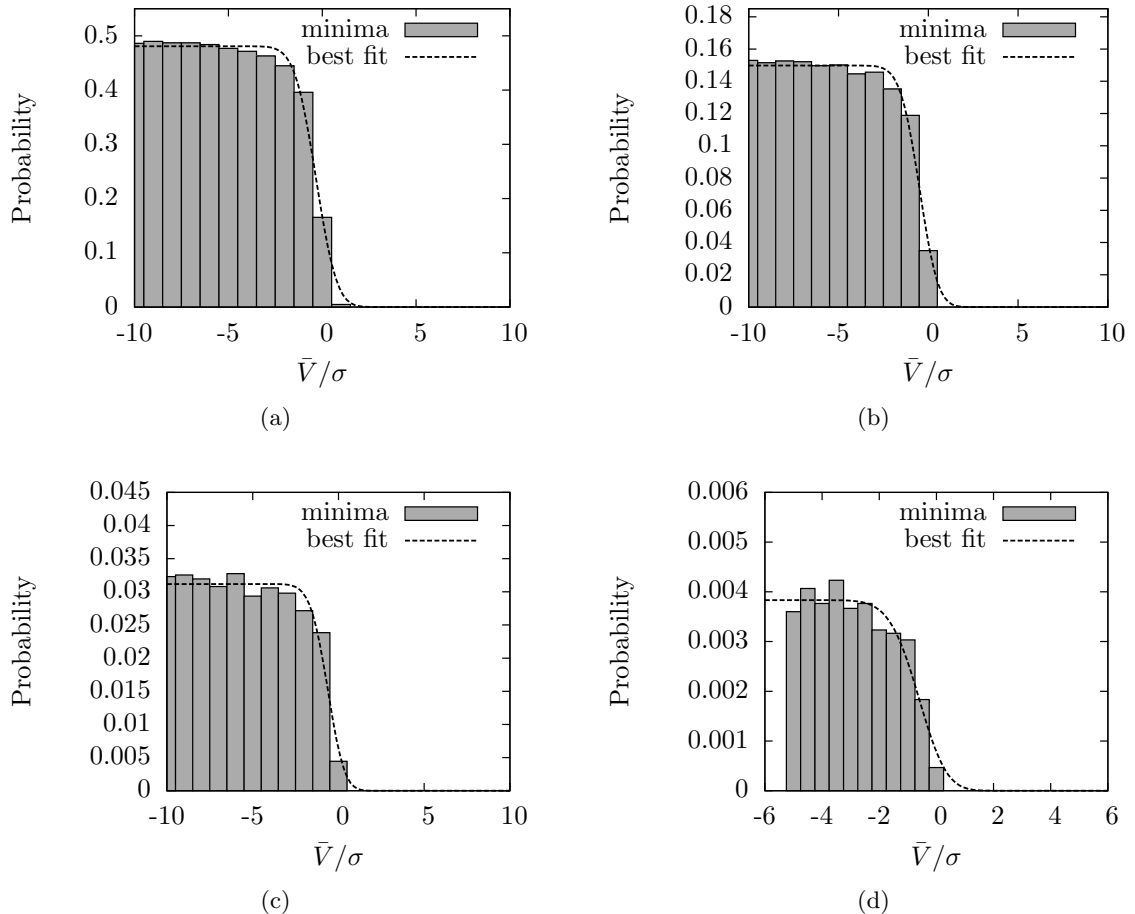 minima
best fit
0.5
0.4
0.3
0.2
0.1
0
Probability
-10
-5
0
5
10
V̄/σ
(a)
minima
best fit
0.18
0.16
0.14
0.12
0.1
0.08
0.06
0.04
0.02
0
Probability
-10
-5
0
5
10
V̄/σ
(b)
minima
best fit
0.045
0.04
0.035
0.03
0.025
0.02
0.015
0.01
0.005
0
Probability
-10
-5
0
5
10
V̄/σ
(c)
minima
best fit
0.006
0.005
0.004
0.003
0.002
0.001
0
Probability
-6
-4
-2
0
2
4
6
V̄/σ
(d)